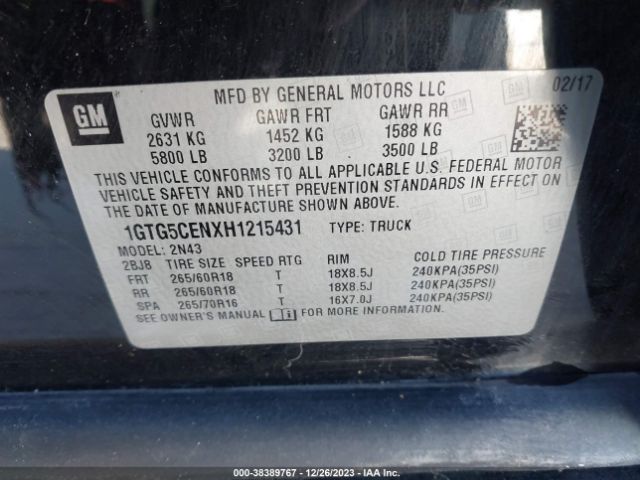 GM
MFD BY GENERAL MOTORS LLC
02/17
GVWR GAWR FRT GAWR RR
2631 KG 1452 KG 1588 KG
5800 LB 3200 LB 3500 LB
THIS VEHICLE CONFORMS TO ALL APPLICABLE U.S. FEDERAL MOTOR
VEHICLE SAFETY AND THEFT PREVENTION STANDARDS IN EFFECT ON
THE DATE OF MANUFACTURE SHOWN ABOVE.
1GTG5CENXH1215431 TYPE: TRUCK
MODEL: 2N43
2BJ8 TIRE SIZE SPEED RTG RIM COLD TIRE PRESSURE
FRT 265/60R18 T 18X8.5J 240KPA(35PSI)
RR 265/60R18 T 18X8.5J 240KPA(35PSI)
SPA 265/70R16 T 16X7.0J 240KPA(35PSI)
SEE OWNER'S MANUAL FOR MORE INFORMATION.
000-38389767 - 12/26/2023 - IAA Inc.